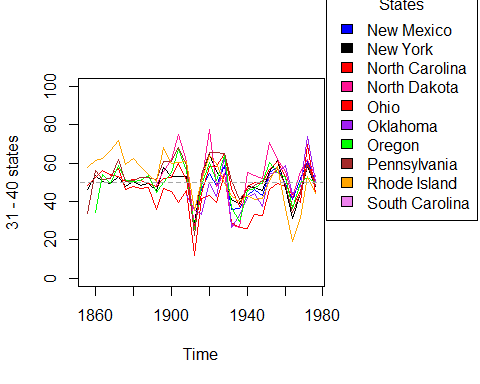 States
New Mexico
New York
North Carolina
North Dakota
Ohio
Oklahoma
Oregon
Pennsylvania
Rhode Island
South Carolina
31 - 40 states
100
80
60
40
20
0
1860 1900 1940 1980
Time